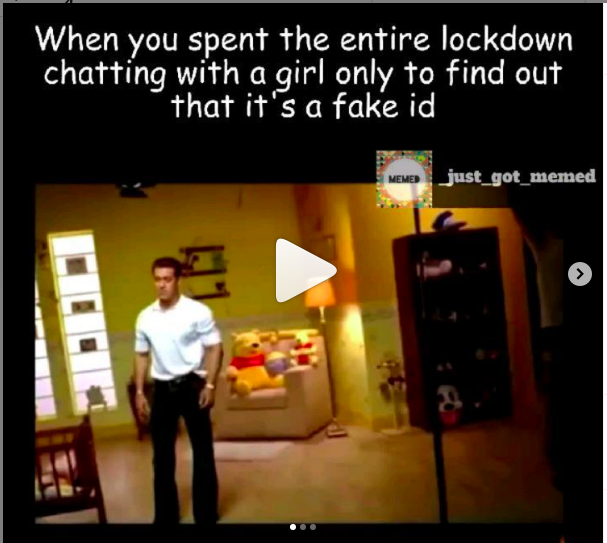 When you spent the entire lockdown
chatting with a girl only to find out
that it's a fake id
MEMED
_just_got_memed